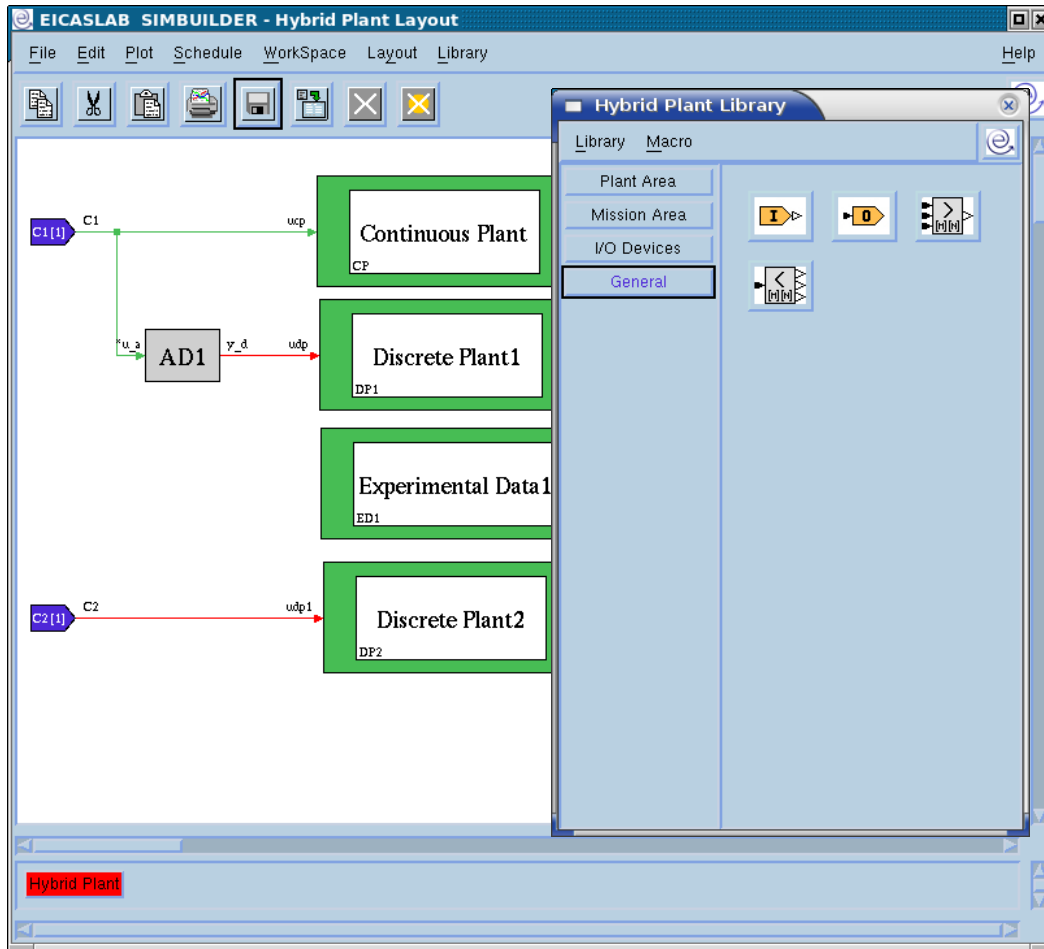 EICASLAB SIMBUILDER - Hybrid Plant Layout
File Edit Plot Schedule WorkSpace Layout Library Help
Hybrid Plant Library
Library Macro
Plant Area
Mission Area
I/O Devices
General
I
O
[M][N]
[M][N]
C1[1]
C1
ucp
Continuous Plant
CP
*u_a
AD1
y_d
udp
Discrete Plant1
DP1
Experimental Data1
ED1
C2[1]
C2
udp1
Discrete Plant2
DP2
Hybrid Plant